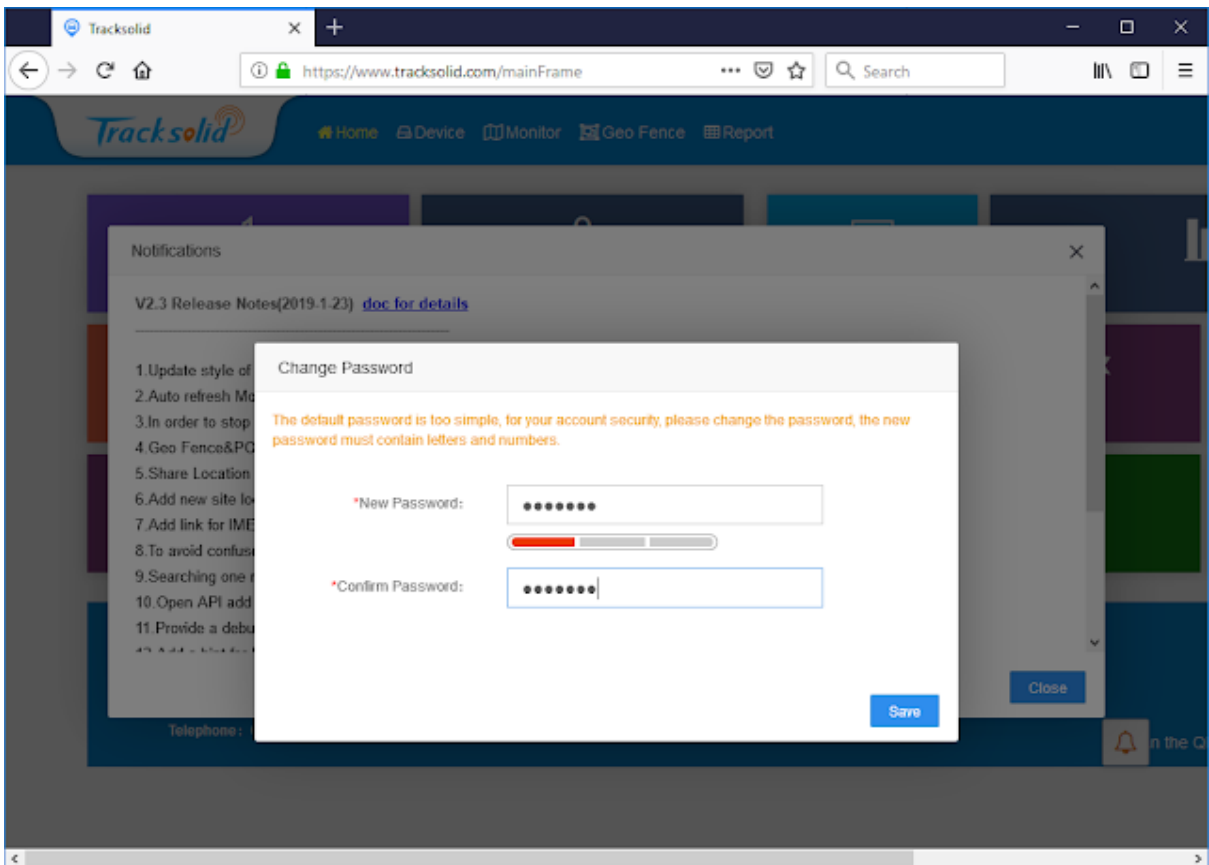 Tracksolid
https://www.tracksolid.com/mainFrame
Search
Tracksolid
Home Device Monitor Geo Fence Report
Notifications
V2.3 Release Notes(2019-1-23) doc for details
1.Update style of
2.Auto refresh Mo
3.In order to stop
4.Geo Fence&PO
5.Share Location
6.Add new site lo
7.Add link for IME
8.To avoid confus
9.Searching one
10.Open API add
11.Provide a debu
Change Password
The default password is too simple, for your account security, please change the password, the new
password must contain letters and numbers.
*New Password:
*Confirm Password:
Save
Close
Telephone:
n the Q